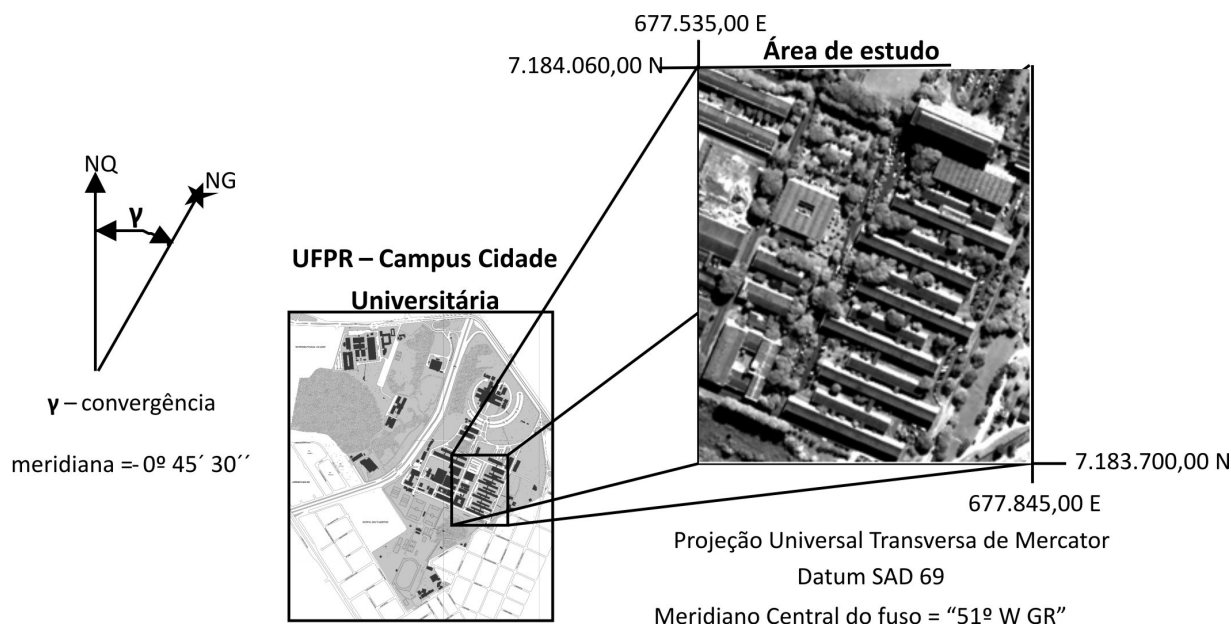 677.535,00 E
Área de estudo
7.184.060,00 N
NQ
NG
γ
UFPR – Campus Cidade
Universitária
γ – convergência
meridiana =- 0º 45´ 30´´
7.183.700,00 N
677.845,00 E
Projeção Universal Transversa de Mercator
Datum SAD 69
Meridiano Central do fuso = “51º W GR”